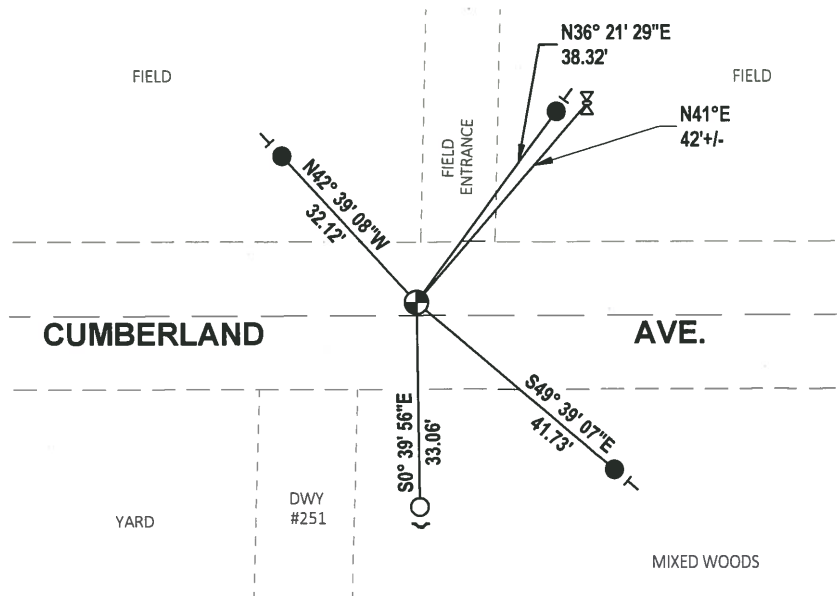 N36° 21' 29"E
38.32'
FIELD
FIELD
N41°E
42'+/-
FIELD
ENTRANCE
N42° 39' 08"W
32.12'
CUMBERLAND AVE.
S49° 39' 07"E
41.73'
S0° 39' 56"E
33.06'
DWY
#251
YARD
MIXED WOODS